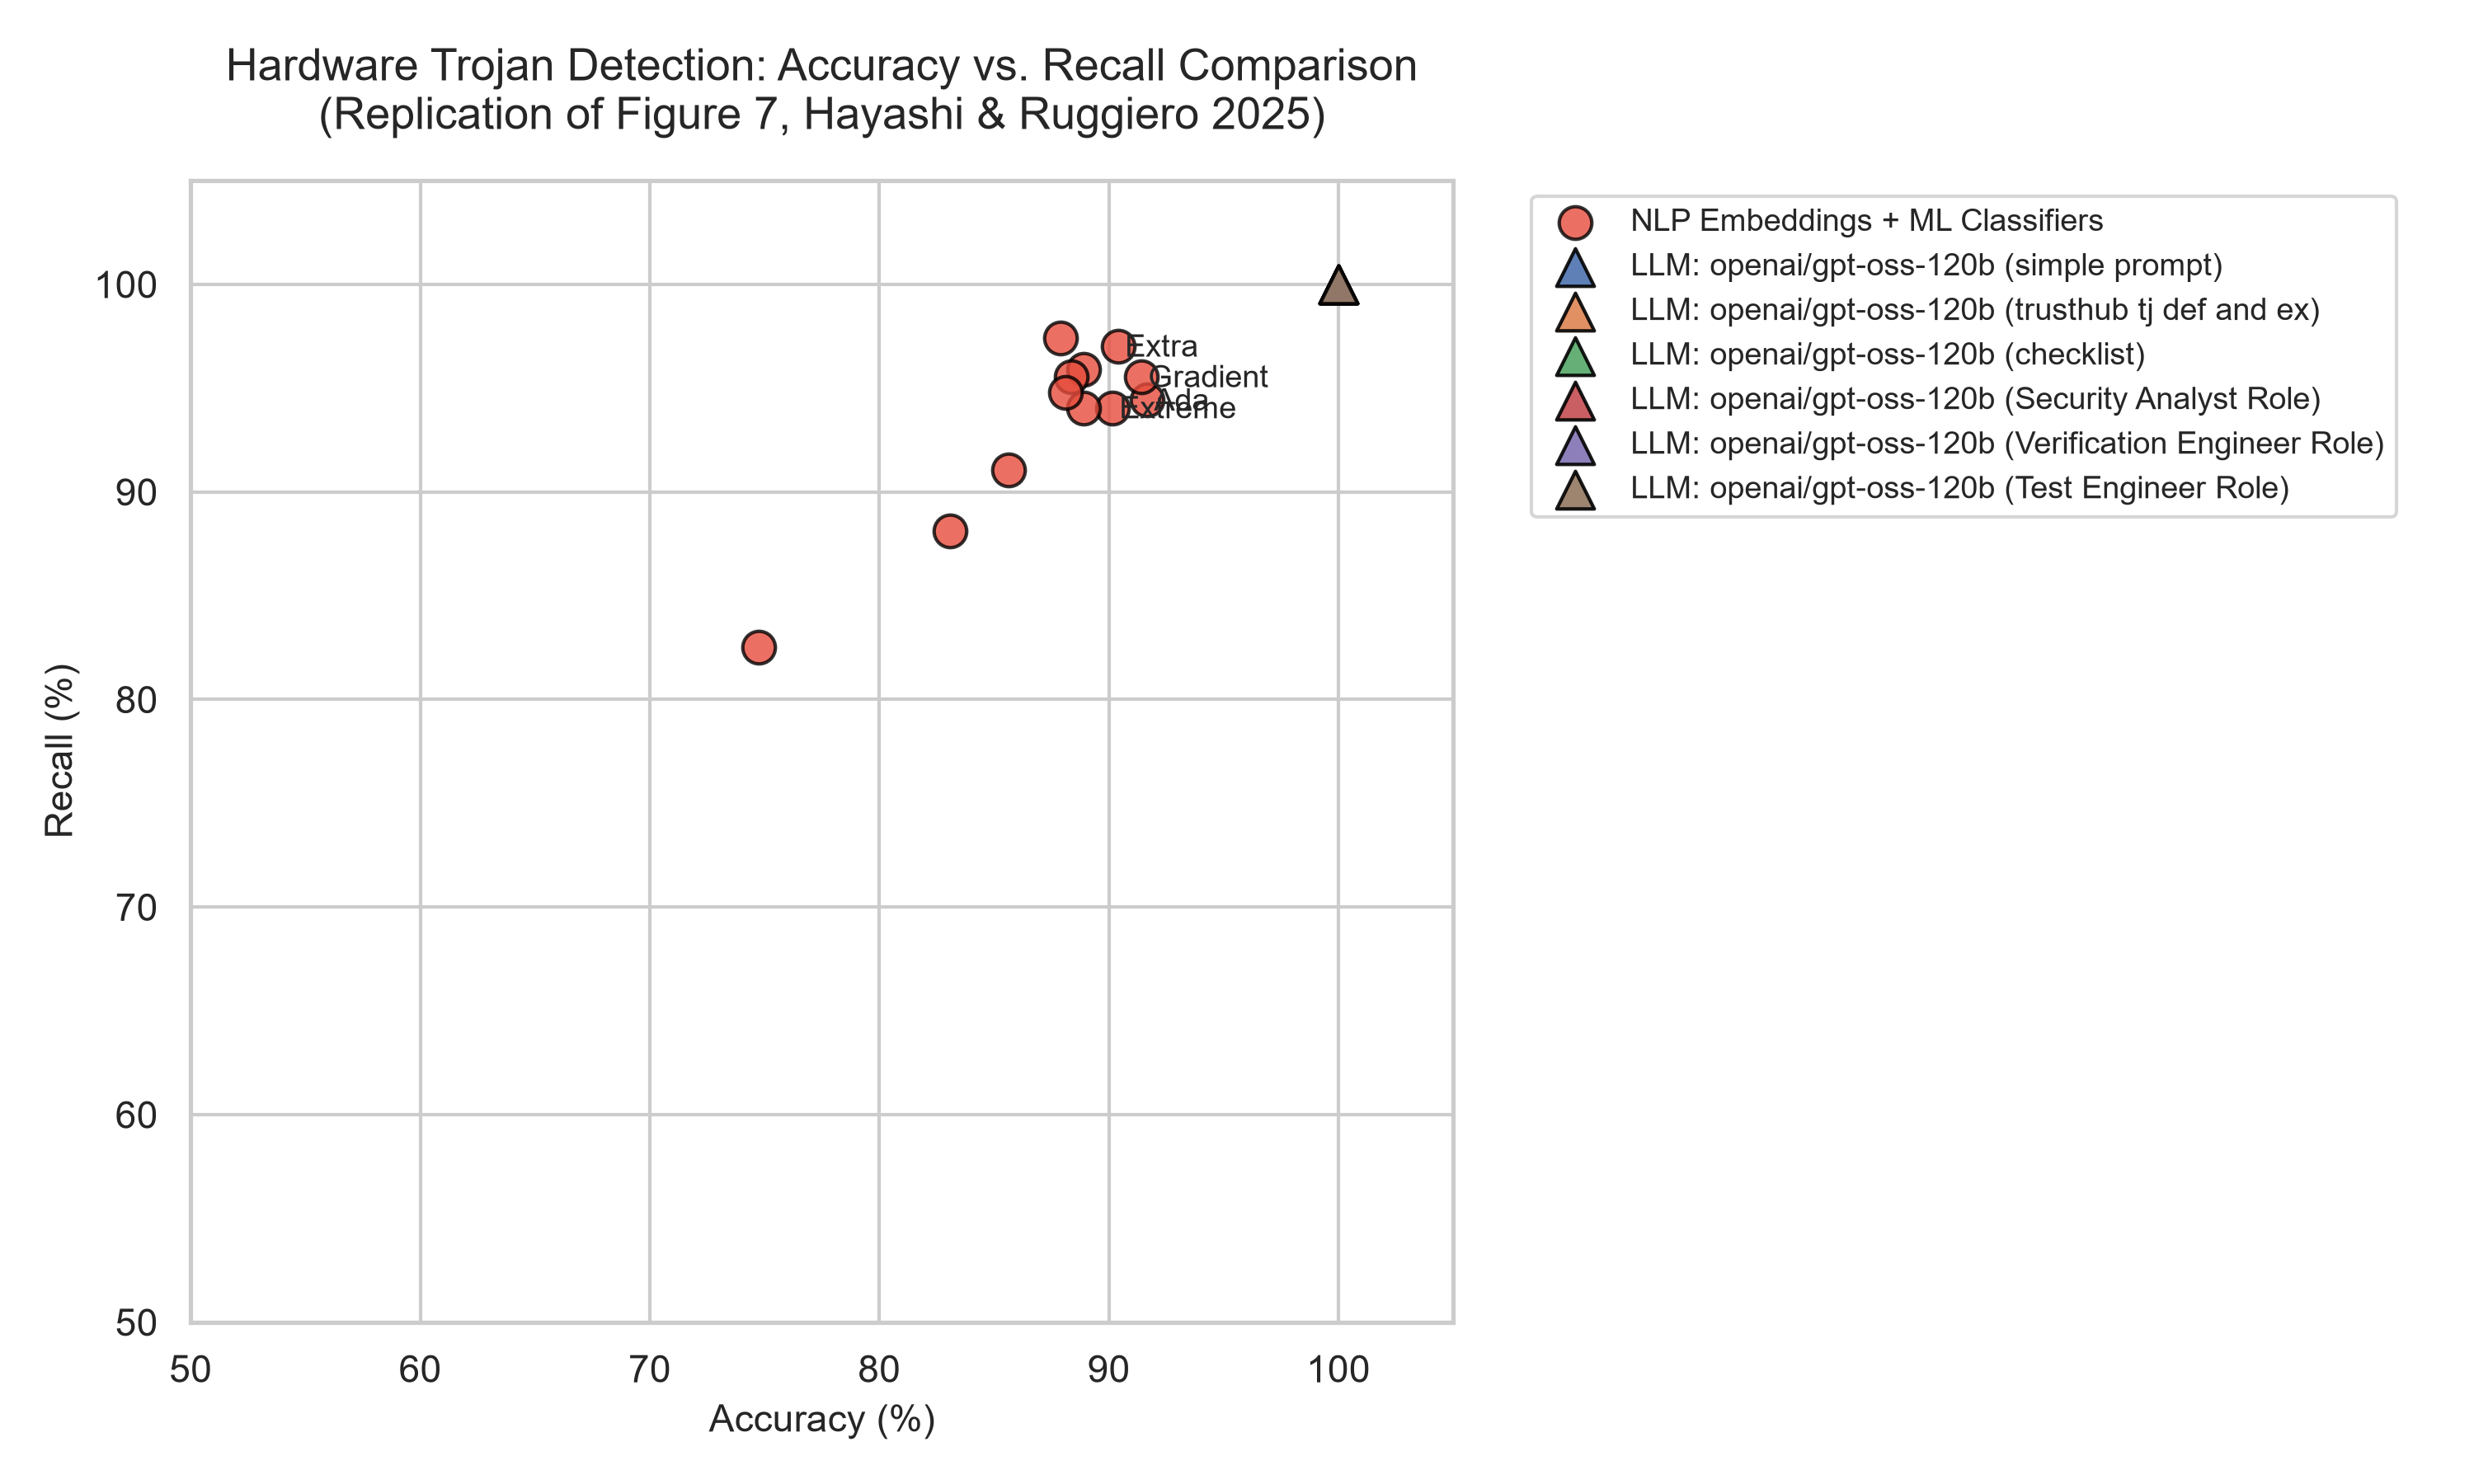 Hardware Trojan Detection: Accuracy vs. Recall Comparison
(Replication of Figure 7, Hayashi & Ruggiero 2025)
NLP Embeddings + ML Classifiers
LLM: openai/gpt-oss-120b (simple prompt)
LLM: openai/gpt-oss-120b (trusthub tj def and ex)
LLM: openai/gpt-oss-120b (checklist)
LLM: openai/gpt-oss-120b (Security Analyst Role)
LLM: openai/gpt-oss-120b (Verification Engineer Role)
LLM: openai/gpt-oss-120b (Test Engineer Role)
Recall (%)
100
90
80
70
60
50
Extra
Gradient
Ada
Extreme
50
60
70
80
90
100
Accuracy (%)